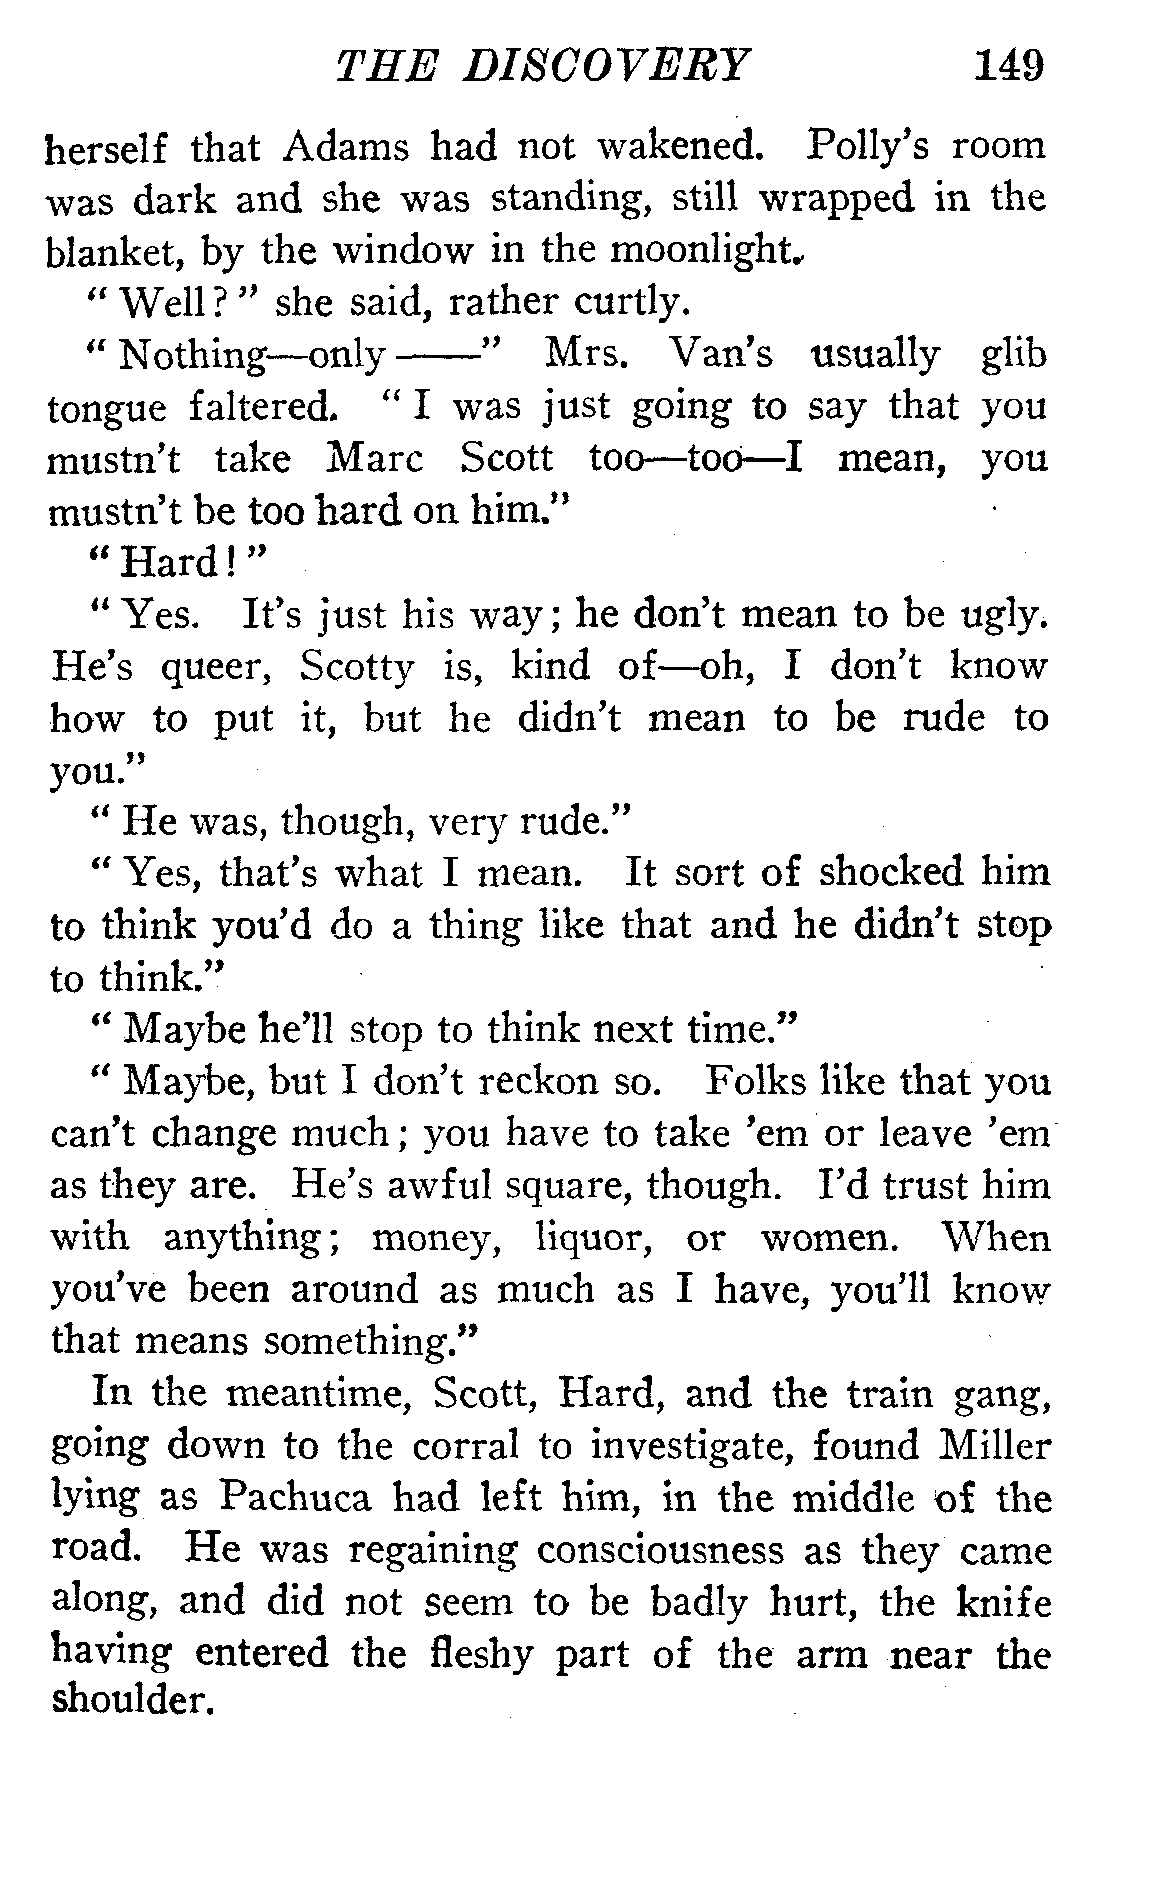 THE DISCOVERY 149
herself that Adams had not wakened. Polly's room
was dark and she was standing, still wrapped in the
blanket, by the window in the moonlight.
" Well? " she said, rather curtly.
" Nothing—only ——" Mrs. Van's usually glib
tongue faltered. " I was just going to say that you
mustn't take Marc Scott too—too—I mean, you
mustn't be too hard on him."
" Hard! "
" Yes. It's just his way; he don't mean to be ugly.
He's queer, Scotty is, kind of—oh, I don't know
how to put it, but he didn't mean to be rude to
you."
" He was, though, very rude."
" Yes, that's what I mean. It sort of shocked him
to think you'd do a thing like that and he didn't stop
to think."
" Maybe he'll stop to think next time."
" Maybe, but I don't reckon so. Folks like that you
can't change much; you have to take 'em or leave 'em
as they are. He's awful square, though. I'd trust him
with anything; money, liquor, or women. When
you've been around as much as I have, you'll know
that means something."
In the meantime, Scott, Hard, and the train gang,
going down to the corral to investigate, found Miller
lying as Pachuca had left him, in the middle of the
road. He was regaining consciousness as they came
along, and did not seem to be badly hurt, the knife
having entered the fleshy part of the arm near the
shoulder.